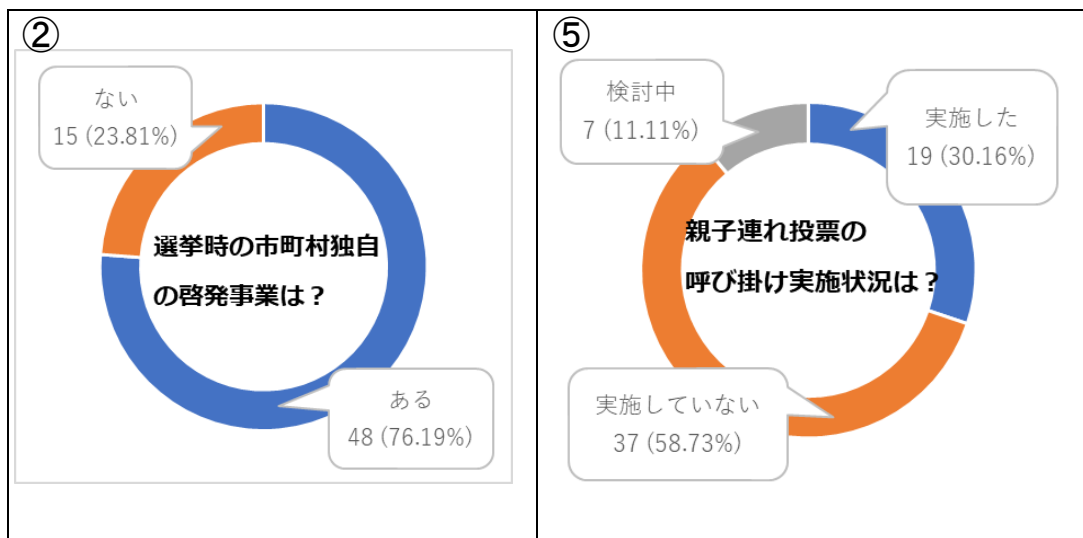 ②
ない
15 (23.81%)
選挙時の市町村独自
の啓発事業は？
ある
48 (76.19%)
⑤
検討中
7 (11.11%)
実施した
19 (30.16%)
親子連れ投票の
呼び掛け実施状況は？
実施していない
37 (58.73%)